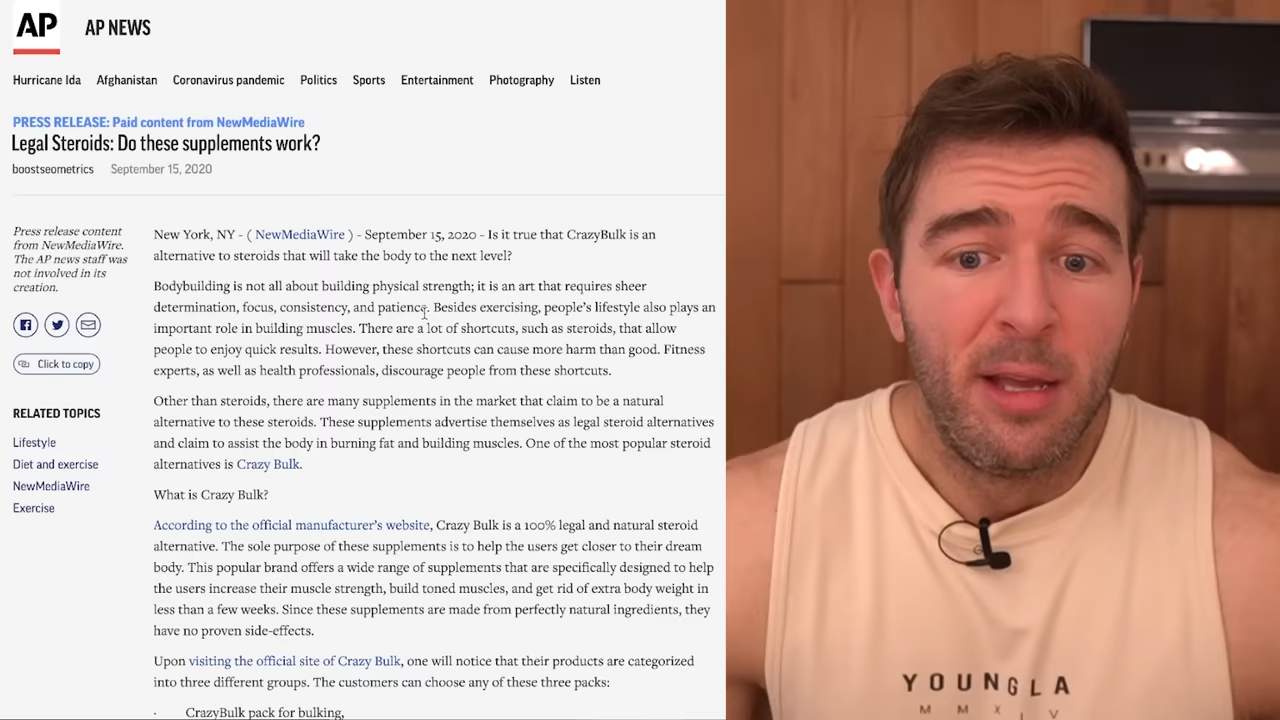 AP
AP NEWS
Hurricane Ida Afghanistan Coronavirus pandemic Politics Sports Entertainment Photography Listen
PRESS RELEASE: Paid content from NewMediaWire
Legal Steroids: Do these supplements work?
boostseometrics September 15, 2020
Press release content
from NewMediaWire.
The AP news staff was
not involved in its
creation.
Click to copy
RELATED TOPICS
Lifestyle
Diet and exercise
NewMediaWire
Exercise
New York, NY - ( NewMediaWire ) - September 15, 2020 - Is it true that CrazyBulk is an
alternative to steroids that will take the body to the next level?
Bodybuilding is not all about building physical strength; it is an art that requires sheer
determination, focus, consistency, and patience. Besides exercising, people's lifestyle also plays an
important role in building muscles. There are a lot of shortcuts, such as steroids, that allow
people to enjoy quick results. However, these shortcuts can cause more harm than good. Fitness
experts, as well as health professionals, discourage people from these shortcuts.
Other than steroids, there are many supplements in the market that claim to be a natural
alternative to these steroids. These supplements advertise themselves as legal steroid alternatives
and claim to assist the body in burning fat and building muscles. One of the most popular steroid
alternatives is Crazy Bulk.
What is Crazy Bulk?
According to the official manufacturer's website, Crazy Bulk is a 100% legal and natural steroid
alternative. The sole purpose of these supplements is to help the users get closer to their dream
body. This popular brand offers a wide range of supplements that are specifically designed to help
the users increase their muscle strength, build toned muscles, and get rid of extra body weight in
less than a few weeks. Since these supplements are made from perfectly natural ingredients, they
have no proven side-effects.
Upon visiting the official site of Crazy Bulk, one will notice that their products are categorized
into three different groups. The customers can choose any of these three packs:
· CrazyBulk pack for bulking,
YOUNGLA
MMXIV